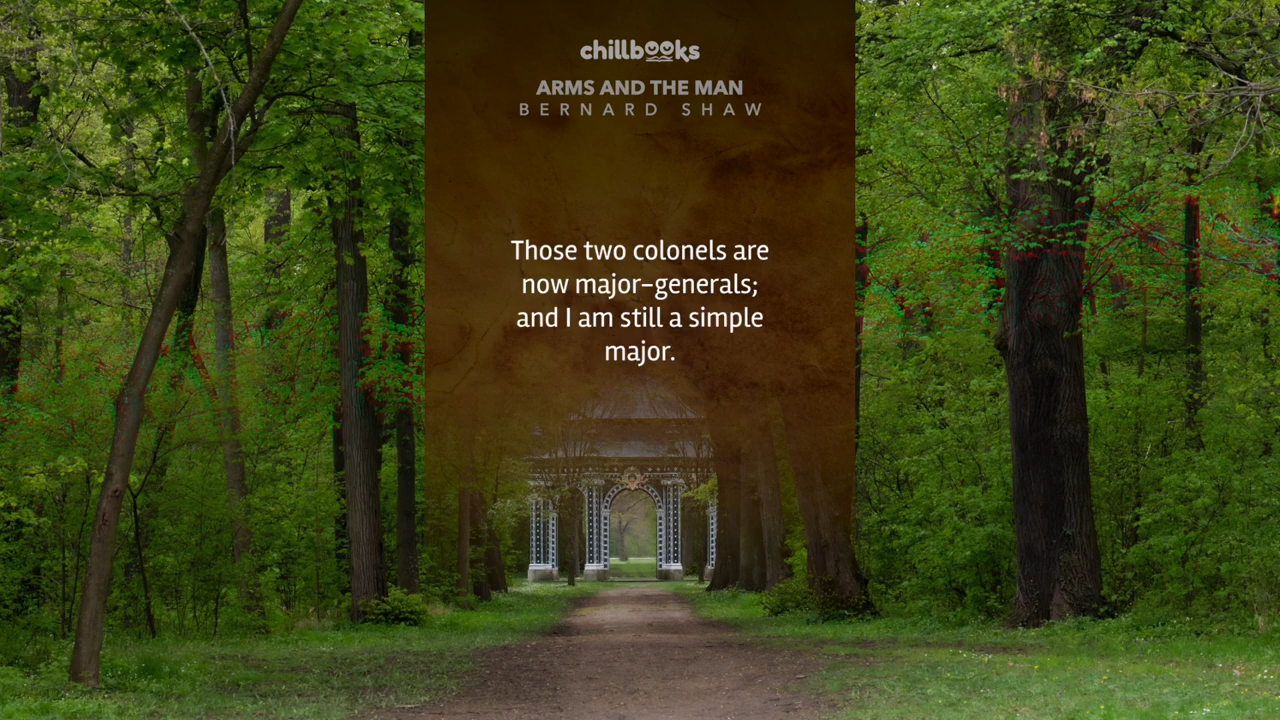 chillbooks
ARMS AND THE MAN
BERNARD SHAW
Those two colonels are
now major-generals;
and I am still a simple
major.